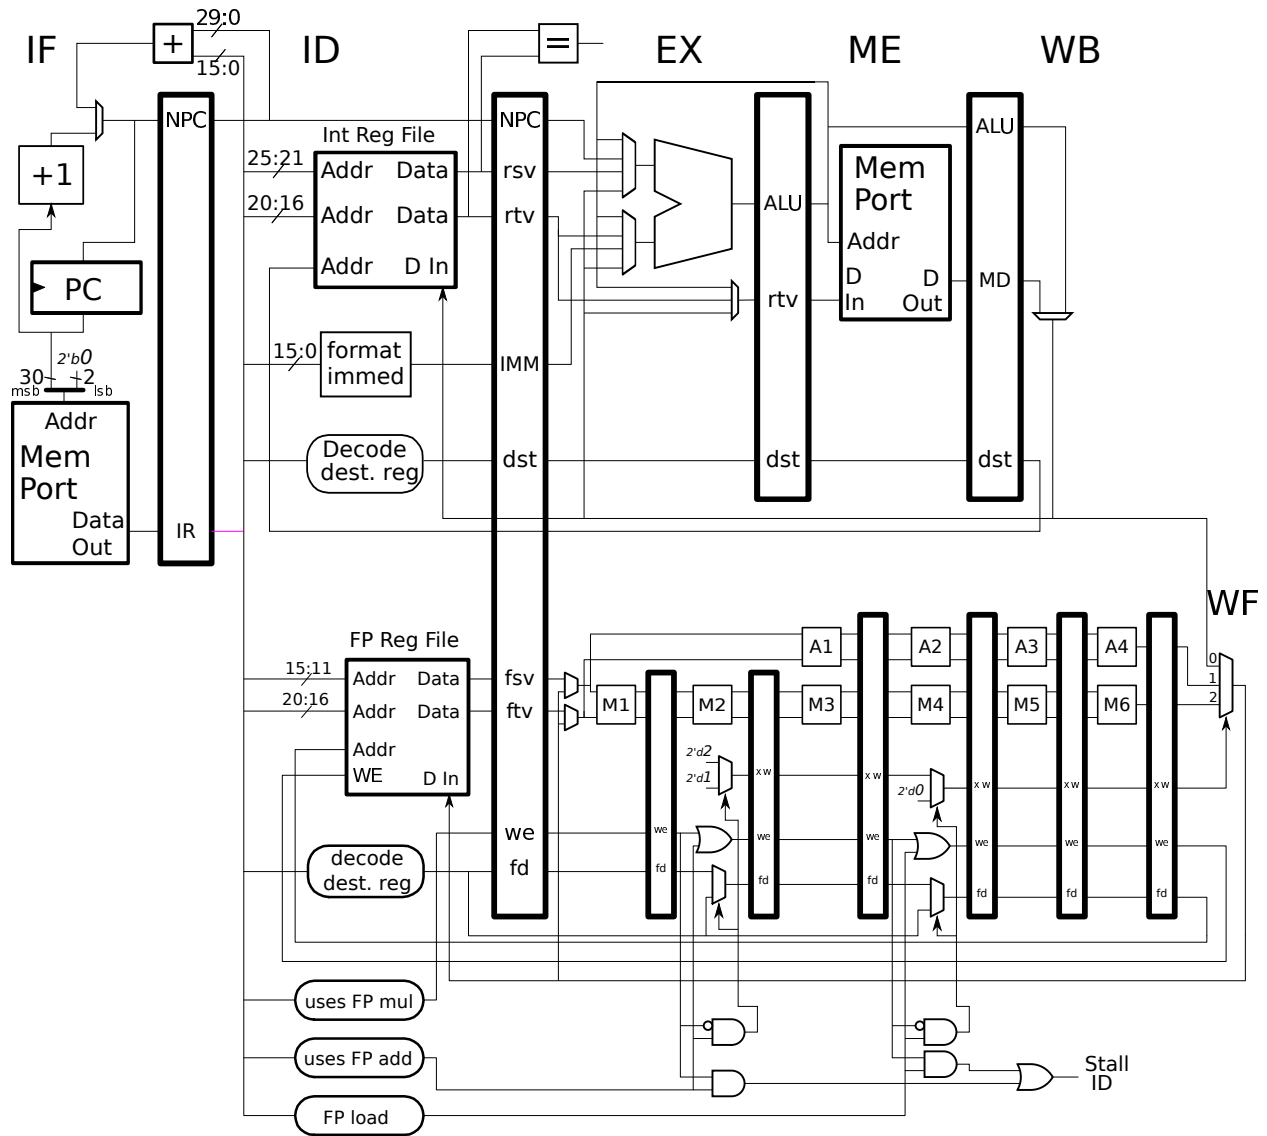 IF
+
29:0
15:0
ID
=
EX
ME
WB
NPC
Int Reg File
NPC
ALU
+1
25:21
Addr
Data
rsv
Mem
Port
20:16
Addr
Data
rtv
ALU
Addr
PC
Addr
D In
D
In
D
Out
MD
rtv
15:0
format
immed
IMM
2'b0
30
2
msb
lsb
Addr
Mem
Port
Data
Out
IR
Decode
dest. reg
dst
dst
dst
WF
FP Reg File
15:11
Addr
Data
fsv
20:16
Addr
Data
ftv
Addr
WE
D In
A1
A2
A3
A4
M1
M2
M3
M4
M5
M6
0
1
2
2'd2
2'd1
xw
xw
2'd0
xw
xw
xw
we
we
we
we
we
we
we
decode
dest. reg
fd
fd
fd
fd
fd
fd
fd
uses FP mul
uses FP add
FP load
Stall
ID